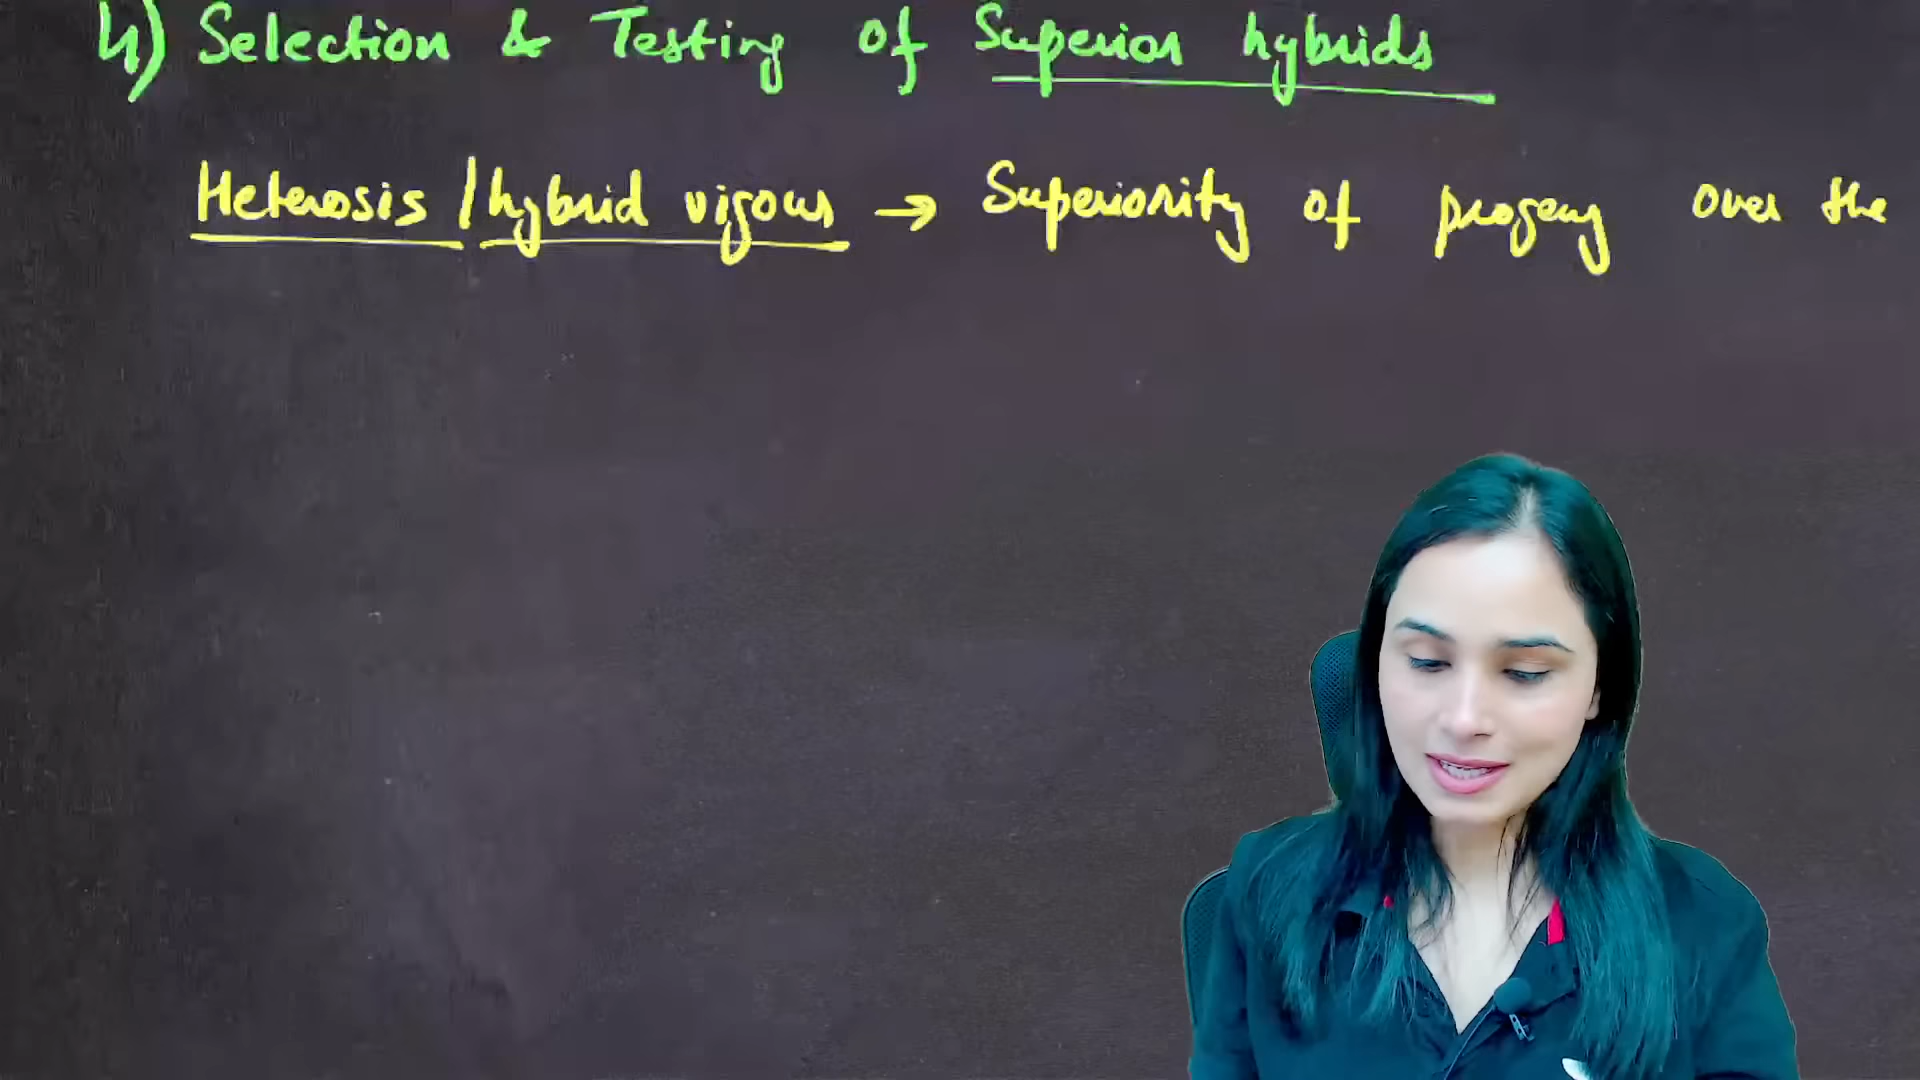 4) Selection & Testing of Superior hybrids
Heterosis / hybrid vigour → Superiority of progeny over the